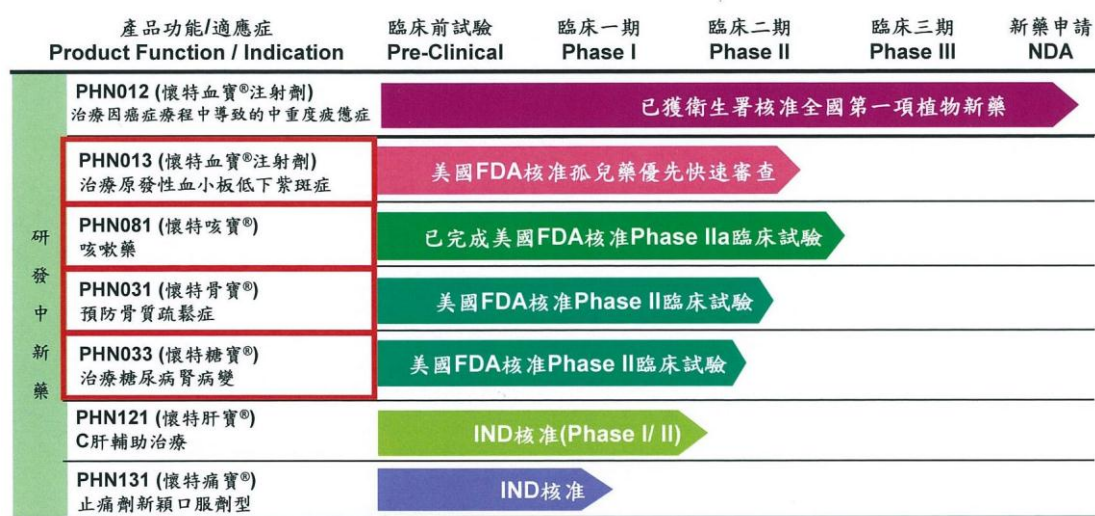 產品功能/適應症
Product Function / Indication
臨床前試驗
Pre-Clinical
臨床一期
Phase I
臨床二期
Phase II
臨床三期
Phase III
新藥申請
NDA
研發中新藥
PHN012 (懷特血寶®注射劑)
治療因癌症療程中導致的中重度疲憊症
已獲衛生署核准全國第一項植物新藥
PHN013 (懷特血寶®注射劑)
治療原發性血小板低下紫斑症
美國FDA核准孤兒藥優先快速審查
PHN081 (懷特咳寶®)
咳嗽藥
已完成美國FDA核准Phase IIa臨床試驗
PHN031 (懷特骨寶®)
預防骨質疏鬆症
美國FDA核准Phase II臨床試驗
PHN033 (懷特糖寶®)
治療糖尿病腎病變
美國FDA核准Phase II臨床試驗
PHN121 (懷特肝寶®)
C肝輔助治療
IND核准(Phase I/ II)
PHN131 (懷特痛寶®)
止痛劑新穎口服劑型
IND核准